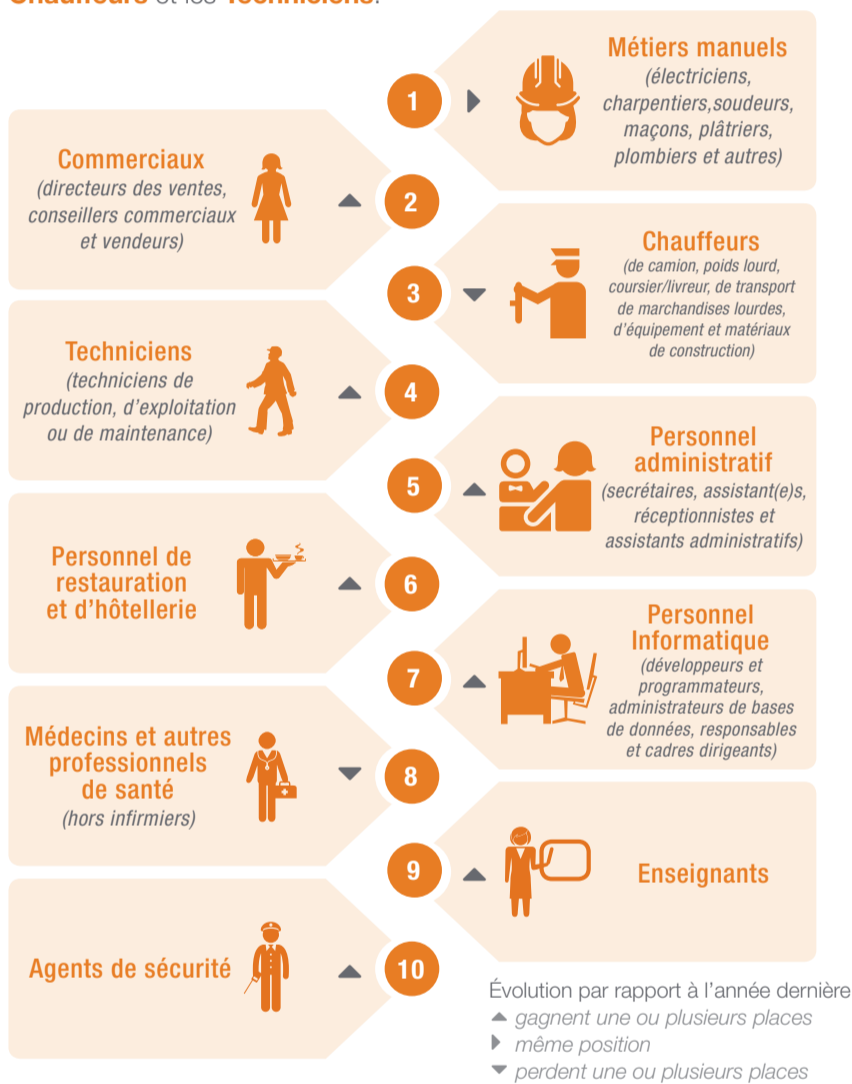 Chauffeurs et les Techniciens.
1
Métiers manuels
(électriciens,
charpentiers,soudeurs,
maçons, plâtriers,
plombiers et autres)
Commerciaux
(directeurs des ventes,
conseillers commerciaux
et vendeurs)
2
3
Chauffeurs
(de camion, poids lourd,
coursier/livreur, de transport
de marchandises lourdes,
d'équipement et matériaux
de construction)
Techniciens
(techniciens de
production, d'exploitation
ou de maintenance)
4
5
Personnel
administratif
(secrétaires, assistant(e)s,
réceptionnistes et
assistants administratifs)
Personnel de
restauration
et d'hôtellerie
6
7
Personnel
Informatique
(développeurs et
programmateurs,
administrateurs de bases
de données, responsables
et cadres dirigeants)
Médecins et autres
professionnels
de santé
(hors infirmiers)
8
9
Enseignants
Agents de sécurité
10
Évolution par rapport à l'année dernière
gagnent une ou plusieurs places
même position
perdent une ou plusieurs places